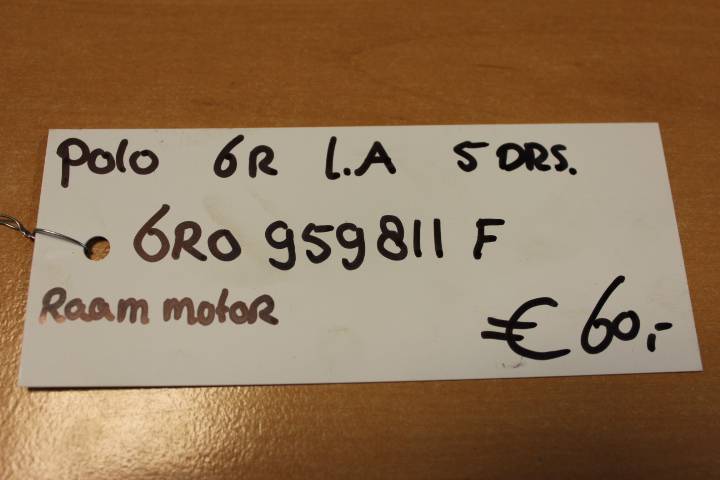 Polo 6R L.A 5 DRS.
6R0 959811 F
Raam motor
€ 60,-